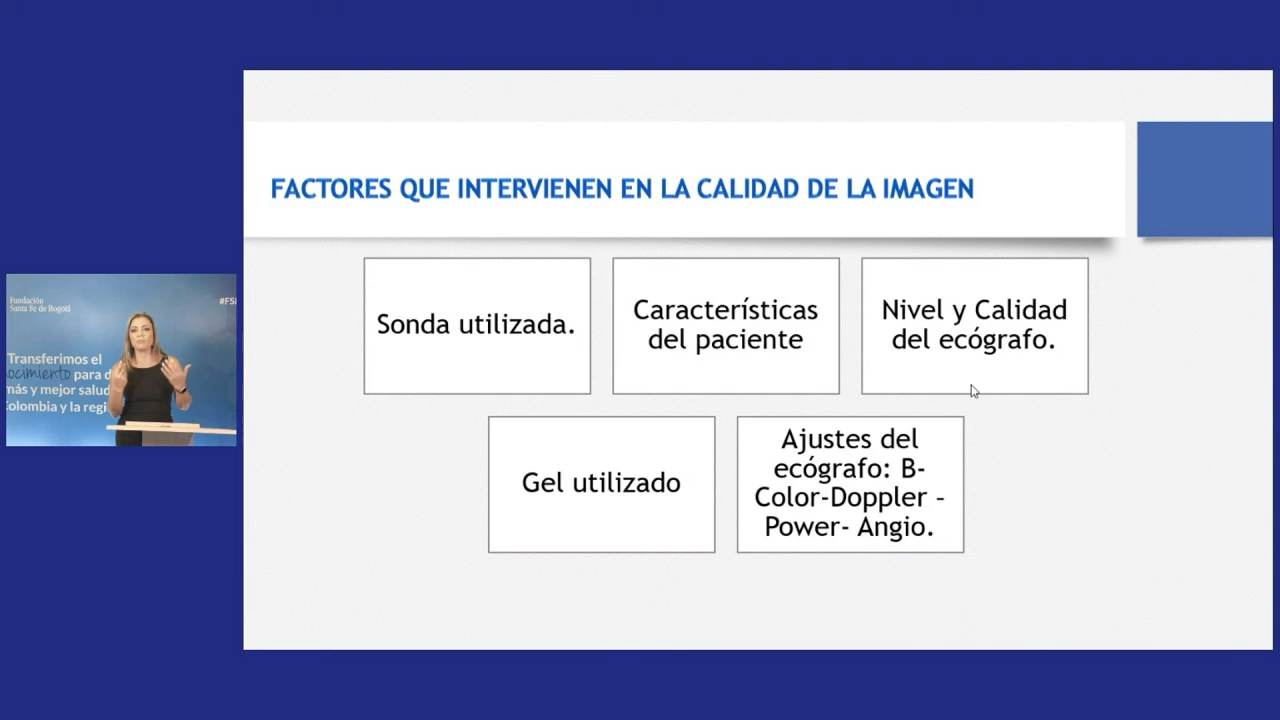 FACTORES QUE INTERVIENEN EN LA CALIDAD DE LA IMAGEN
Sonda utilizada.
Características
del paciente
Nivel y Calidad
del ecógrafo.
Gel utilizado
Ajustes del
ecógrafo: B-
Color-Doppler –
Power- Angio.
Fundación
Santa Fe de Bogotá
#FS
Transferimos el
ocimiento para d
más y mejor salud
Colombia y la regi